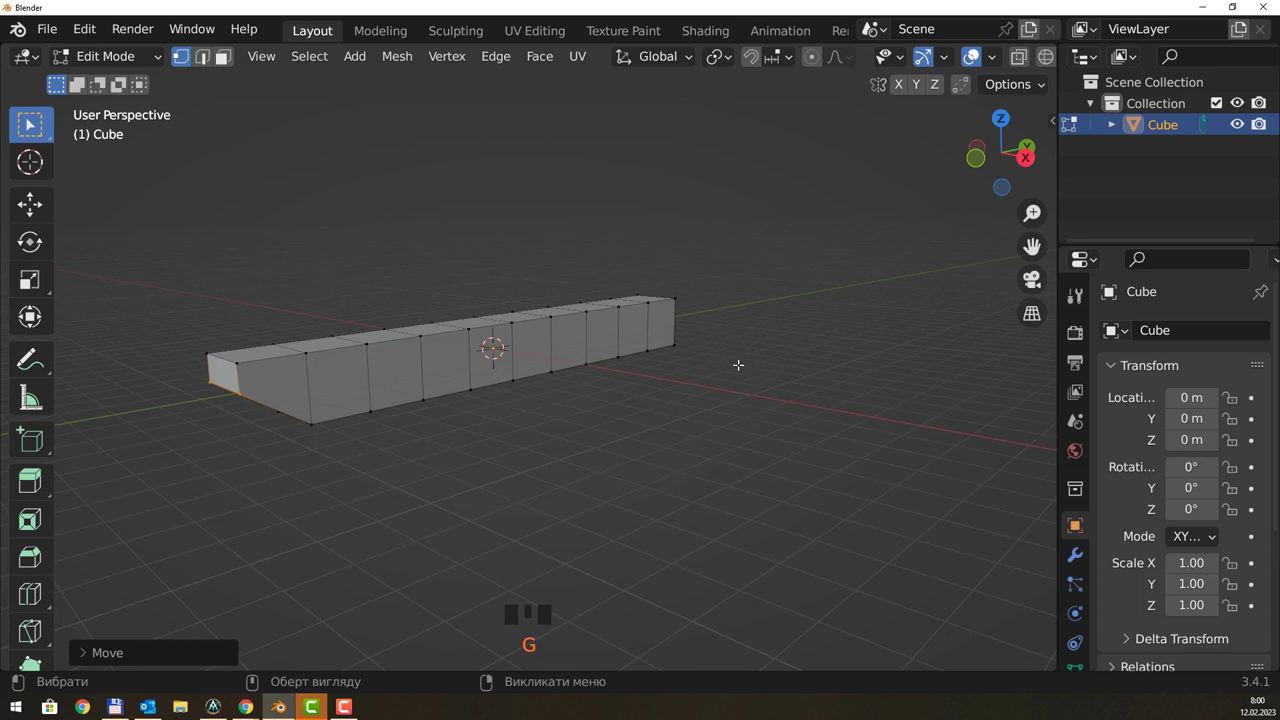 Blender
File Edit Render Window Help Layout Modeling Sculpting UV Editing Texture Paint Shading Animation Re Scene ViewLayer
Edit Mode View Select Add Mesh Vertex Edge Face UV Global
X Y Z Options
Scene Collection
Collection
Cube
User Perspective
(1) Cube
Z
Y
X
Cube
Cube
Transform
Locati... 0 m
Y 0 m
Z 0 m
Rotati... 0°
Y 0°
Z 0°
Mode XY...
Scale X 1.00
Y 1.00
Z 1.00
Delta Transform
Relations
G
Move
Вибрати Оберт вигляду Викликати меню 3.4.1
8:00
12.02.2023